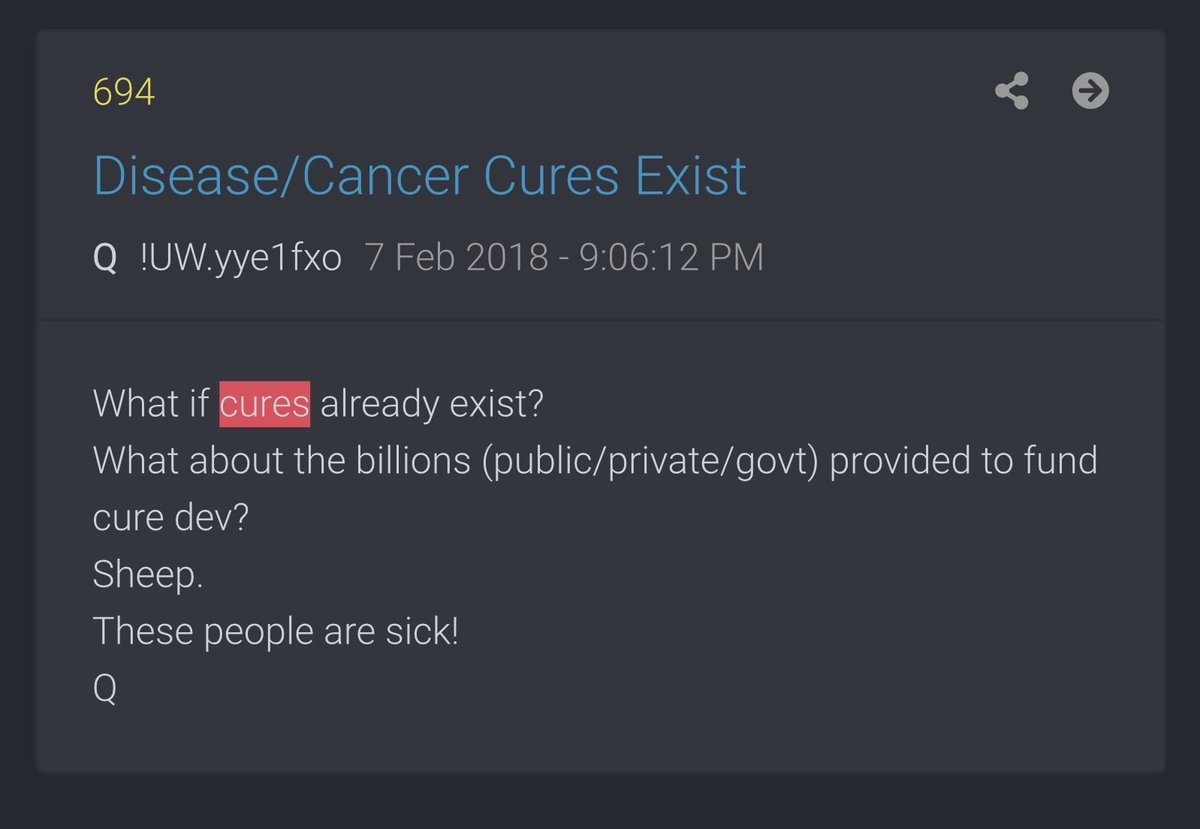 694
Disease/Cancer Cures Exist
Q !UW.yye1fxo 7 Feb 2018 - 9:06:12 PM
What if cures already exist?
What about the billions (public/private/govt) provided to fund
cure dev?
Sheep.
These people are sick!
Q